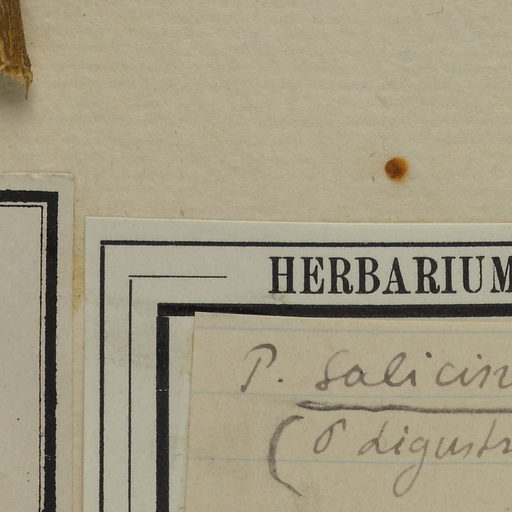 HERBARIUM
P. salicin
(σ ligustr